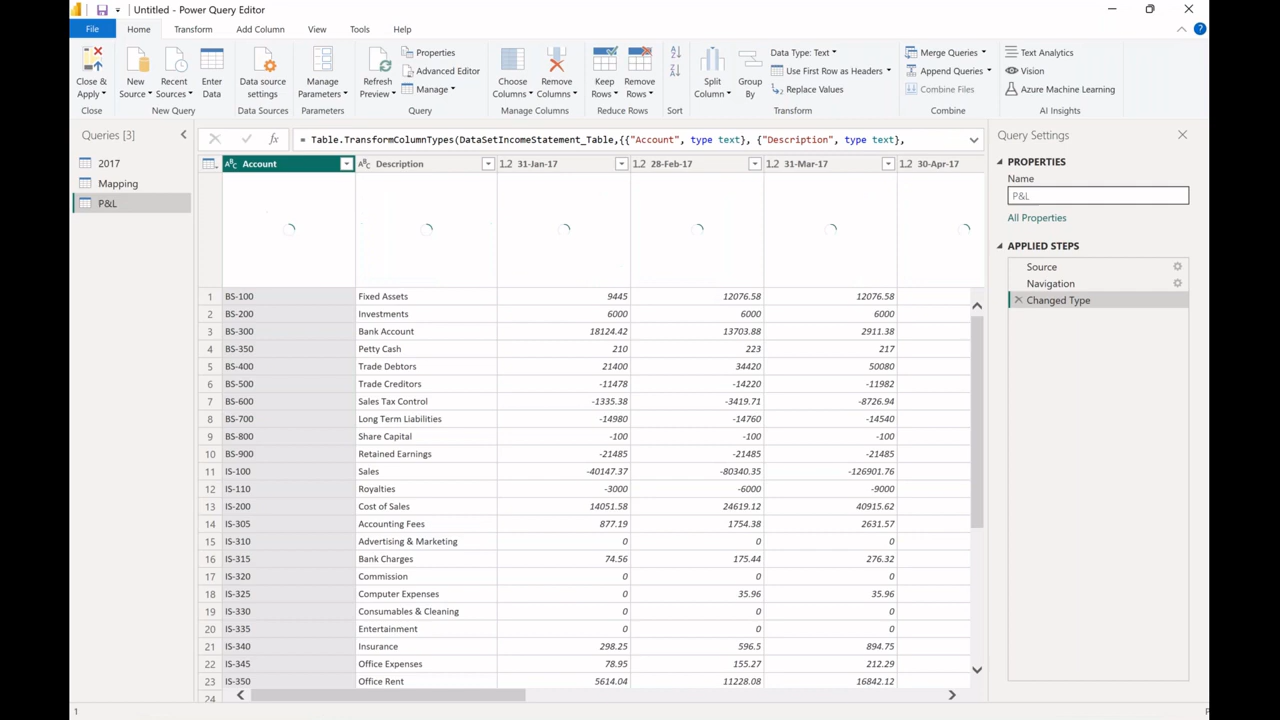 Untitled - Power Query Editor
File Home Transform Add Column View Tools Help
Close & Apply
New Source
Recent Sources
Enter Data
Data source settings
Manage Parameters
Refresh Preview
Properties
Advanced Editor
Manage
Choose Columns
Remove Columns
Keep Rows
Remove Rows
Split Column
Group By
Data Type: Text
Use First Row as Headers
Replace Values
Merge Queries
Append Queries
Combine Files
Text Analytics
Vision
Azure Machine Learning
Close New Query Data Sources Parameters Query Manage Columns Reduce Rows Sort Transform Combine AI Insights
Queries [3]
2017
Mapping
P&L
= Table.TransformColumnTypes(DataSetIncomeStatement_Table,{{"Account", type text}, {"Description", type text},
Account Description 1.2 31-Jan-17 1.2 28-Feb-17 1.2 31-Mar-17 1.2 30-Apr-17
1 BS-100 Fixed Assets 9445 12076.58 12076.58
2 BS-200 Investments 6000 6000 6000
3 BS-300 Bank Account 18124.42 13703.88 2911.38
4 BS-350 Petty Cash 210 223 217
5 BS-400 Trade Debtors 21400 34420 50080
6 BS-500 Trade Creditors -11478 -14220 -11982
7 BS-600 Sales Tax Control -1335.38 -3419.71 -8726.94
8 BS-700 Long Term Liabilities -14980 -14760 -14540
9 BS-800 Share Capital -100 -100 -100
10 BS-900 Retained Earnings -21485 -21485 -21485
11 IS-100 Sales -40147.37 -80340.35 -126901.76
12 IS-110 Royalties -3000 -6000 -9000
13 IS-200 Cost of Sales 14051.58 24619.12 40915.62
14 IS-305 Accounting Fees 877.19 1754.38 2631.57
15 IS-310 Advertising & Marketing 0 0 0
16 IS-315 Bank Charges 74.56 175.44 276.32
17 IS-320 Commission 0 0 0
18 IS-325 Computer Expenses 0 35.96 35.96
19 IS-330 Consumables & Cleaning 0 0 0
20 IS-335 Entertainment 0 0 0
21 IS-340 Insurance 298.25 596.5 894.75
22 IS-345 Office Expenses 78.95 155.27 212.29
23 IS-350 Office Rent 5614.04 11228.08 16842.12
24
Query Settings
PROPERTIES
Name
P&L
All Properties
APPLIED STEPS
Source
Navigation
Changed Type
1